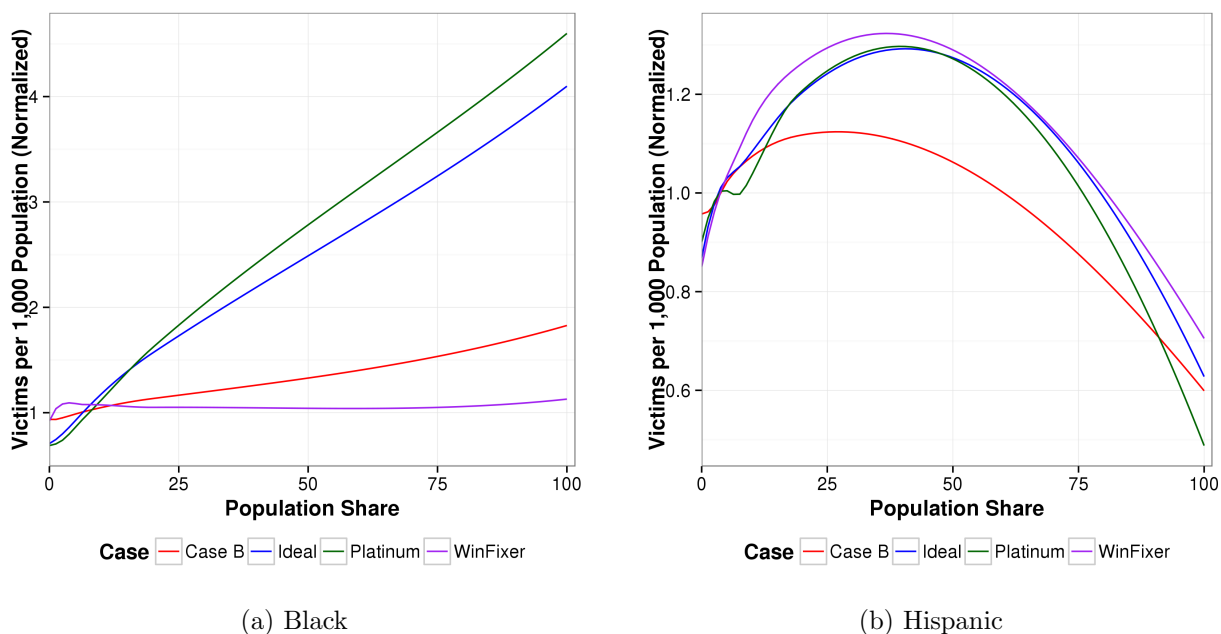 Victims per 1,000 Population (Normalized)
4
3
2
1
0 25 50 75 100
Population Share
Case Case B Ideal Platinum WinFixer
(a) Black
Victims per 1,000 Population (Normalized)
1.2
1.0
0.8
0.6
0 25 50 75 100
Population Share
Case Case B Ideal Platinum WinFixer
(b) Hispanic